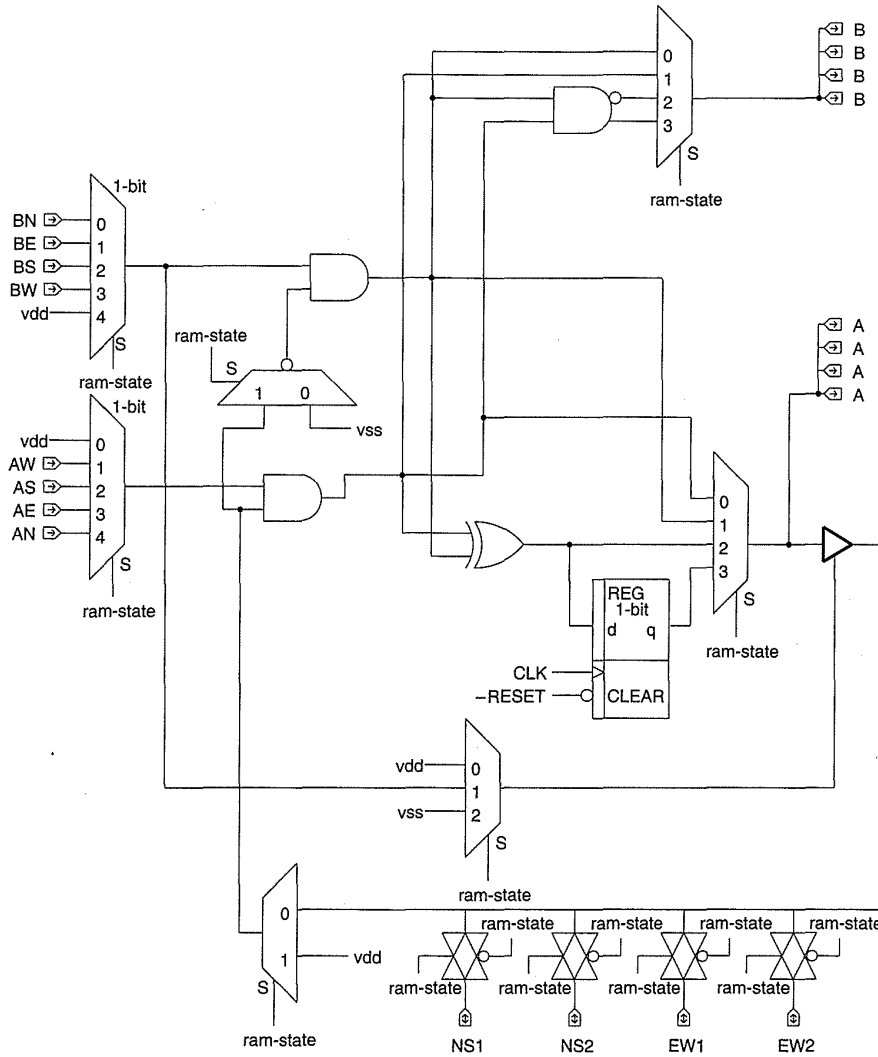 B
0
B
1
B
2
B
3
S
ram-state
1-bit
BN 0
BE 1
BS 2
BW 3
vdd 4
S
ram-state
ram-state
S
1 0
vss
A
A
A
A
1-bit
vdd 0
AW 1
AS 2
AE 3
AN 4
S
ram-state
0
1
2
3
S
ram-state
REG
1-bit
d q
CLK
–RESET CLEAR
vdd 0
1
vss 2
S
ram-state
0
1 vdd
S
ram-state
ram-state ram-state ram-state ram-state
ram-state ram-state ram-state ram-state
NS1 NS2 EW1 EW2